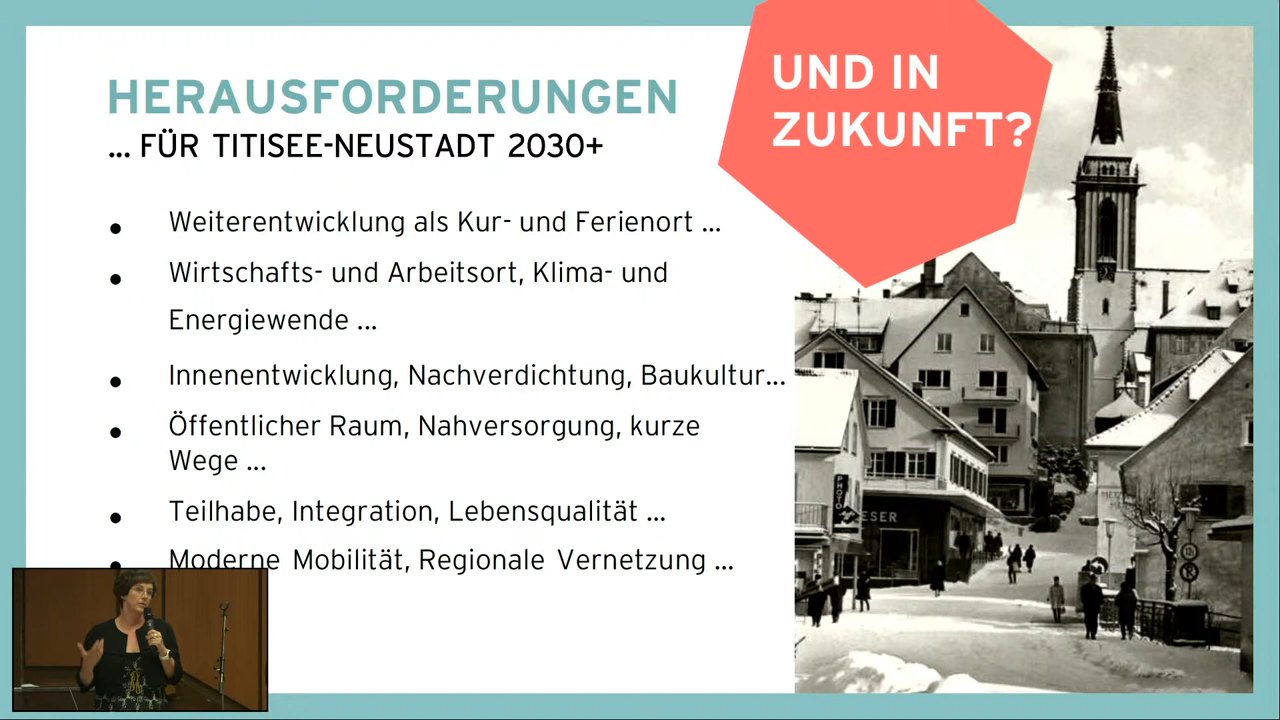 HERAUSFORDERUNGEN
... FÜR TITISEE-NEUSTADT 2030+
UND IN
ZUKUNFT?
Weiterentwicklung als Kur- und Ferienort ...
Wirtschafts- und Arbeitsort, Klima- und
Energiewende ...
Innenentwicklung, Nachverdichtung, Baukultur...
Öffentlicher Raum, Nahversorgung, kurze
Wege ...
Teilhabe, Integration, Lebensqualität ...
Moderne Mobilität, Regionale Vernetzung ...
PHOTO
ESER